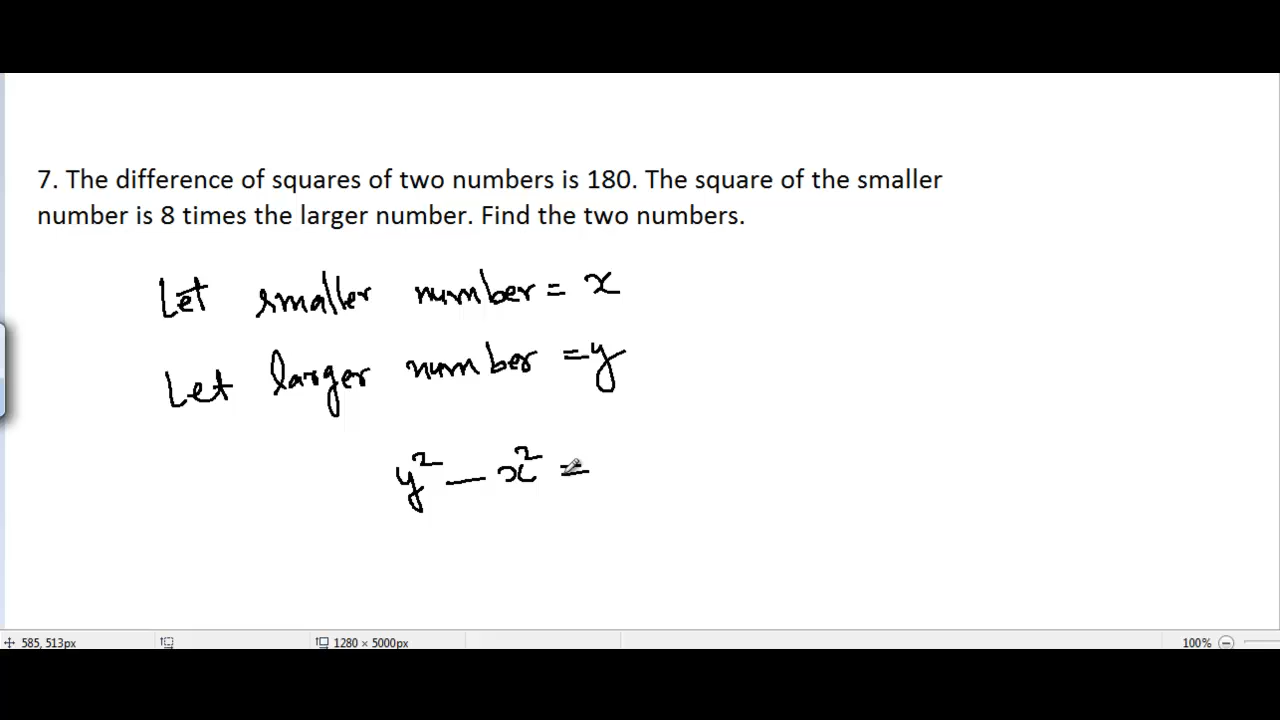 7. The difference of squares of two numbers is 180. The square of the smaller
number is 8 times the larger number. Find the two numbers.
Let smaller number = x
Let larger number = y
y² — x² =
585, 513px 1280 × 5000px 100%